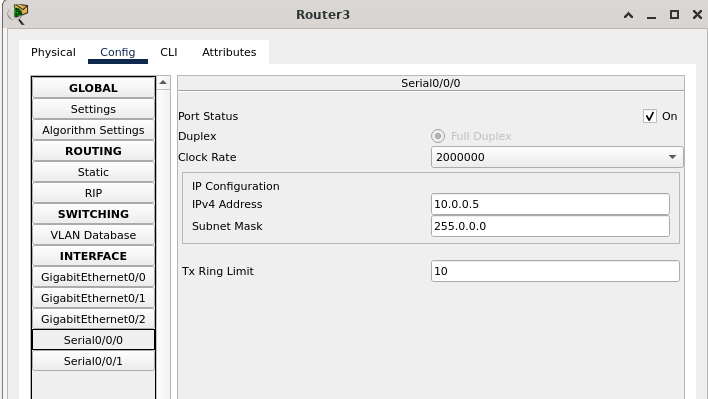 Router3
Physical Config CLI Attributes
GLOBAL
Settings
Algorithm Settings
ROUTING
Static
RIP
SWITCHING
VLAN Database
INTERFACE
GigabitEthernet0/0
GigabitEthernet0/1
GigabitEthernet0/2
Serial0/0/0
Serial0/0/1
Serial0/0/0
Port Status On
Duplex Full Duplex
Clock Rate 2000000
IP Configuration
IPv4 Address 10.0.0.5
Subnet Mask 255.0.0.0
Tx Ring Limit 10